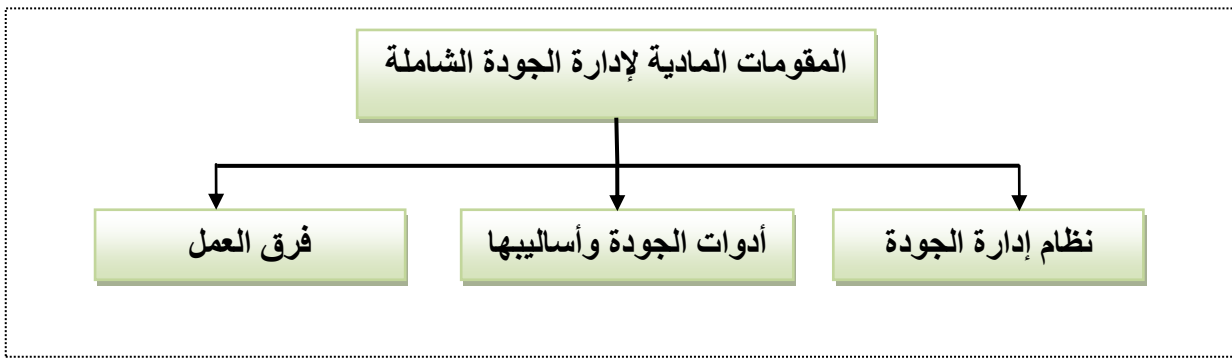 المقومات المادية لإدارة الجودة الشاملة
نظام إدارة الجودة
أدوات الجودة وأساليبها
فرق العمل